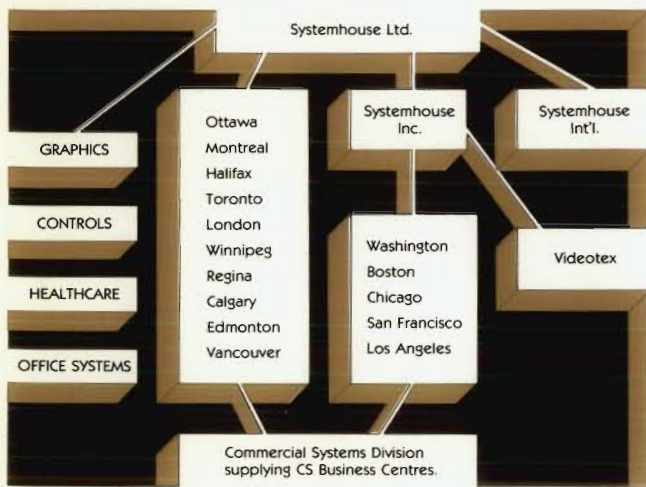 Systemhouse Ltd.
GRAPHICS
CONTROLS
HEALTHCARE
OFFICE SYSTEMS
Ottawa
Montreal
Halifax
Toronto
London
Winnipeg
Regina
Calgary
Edmonton
Vancouver
Systemhouse
Inc.
Systemhouse
Int'l.
Washington
Boston
Chicago
San Francisco
Los Angeles
Videotex
Commercial Systems Division
supplying CS Business Centres.